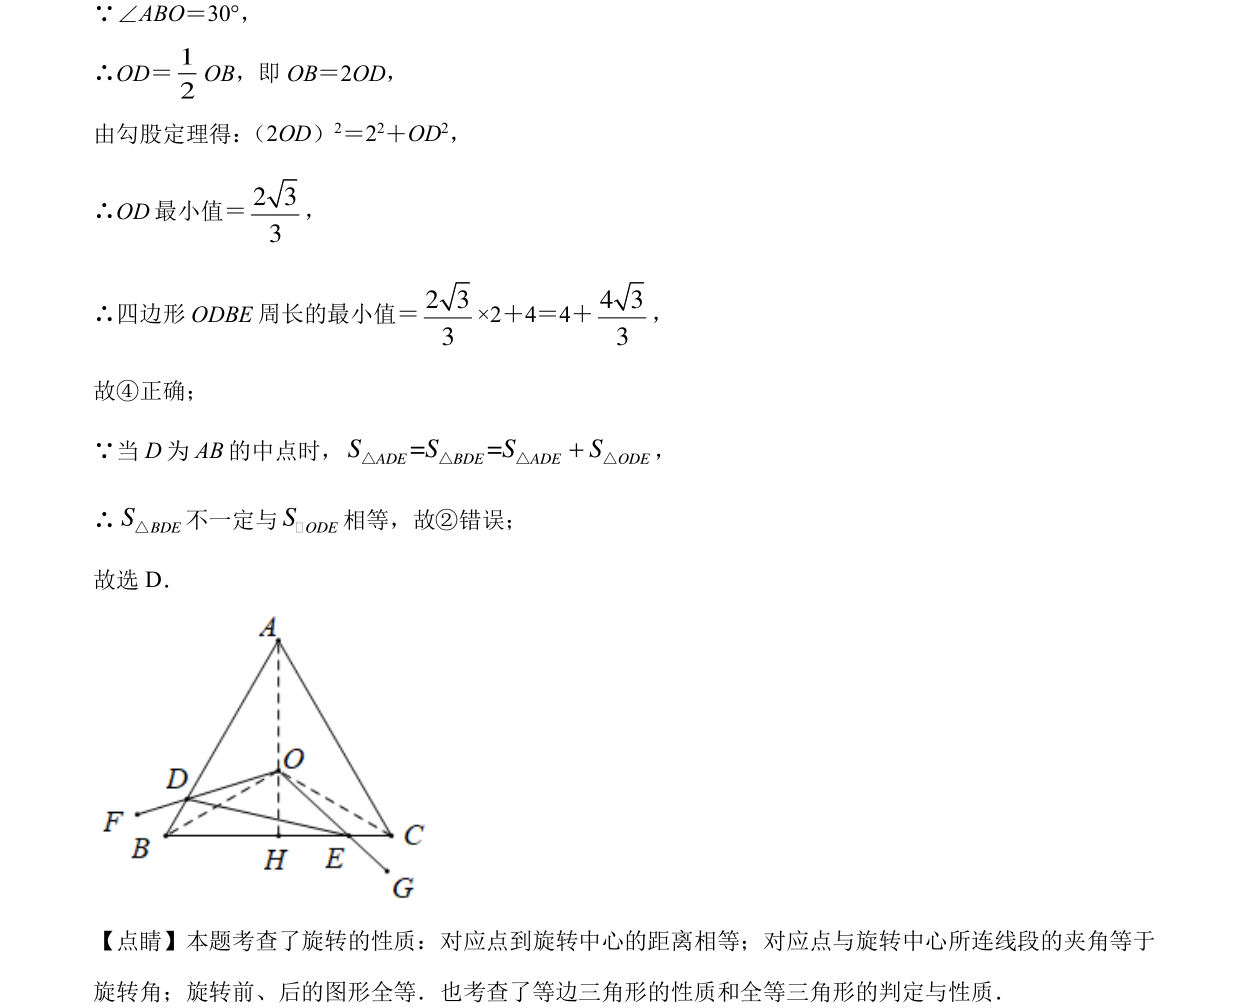 ∵∠ABO＝30°，
∴OD＝\frac{1}{2} OB，即 OB＝2OD，
由勾股定理得：（2OD）²＝2²＋OD²，
∴OD 最小值＝\frac{2\sqrt{3}}{3}，
∴四边形 ODBE 周长的最小值＝\frac{2\sqrt{3}}{3}×2＋4＝4＋\frac{4\sqrt{3}}{3}，
故④正确；
∵当 D 为 AB 的中点时，S△ADE=S△BDE=S△ADE＋S△ODE，
∴S△BDE 不一定与 S□ODE 相等，故②错误；
故选 D．
A
O
D
F
B
H
E
C
G
【点睛】本题考查了旋转的性质：对应点到旋转中心的距离相等；对应点与旋转中心所连线段的夹角等于
旋转角；旋转前、后的图形全等．也考查了等边三角形的性质和全等三角形的判定与性质．